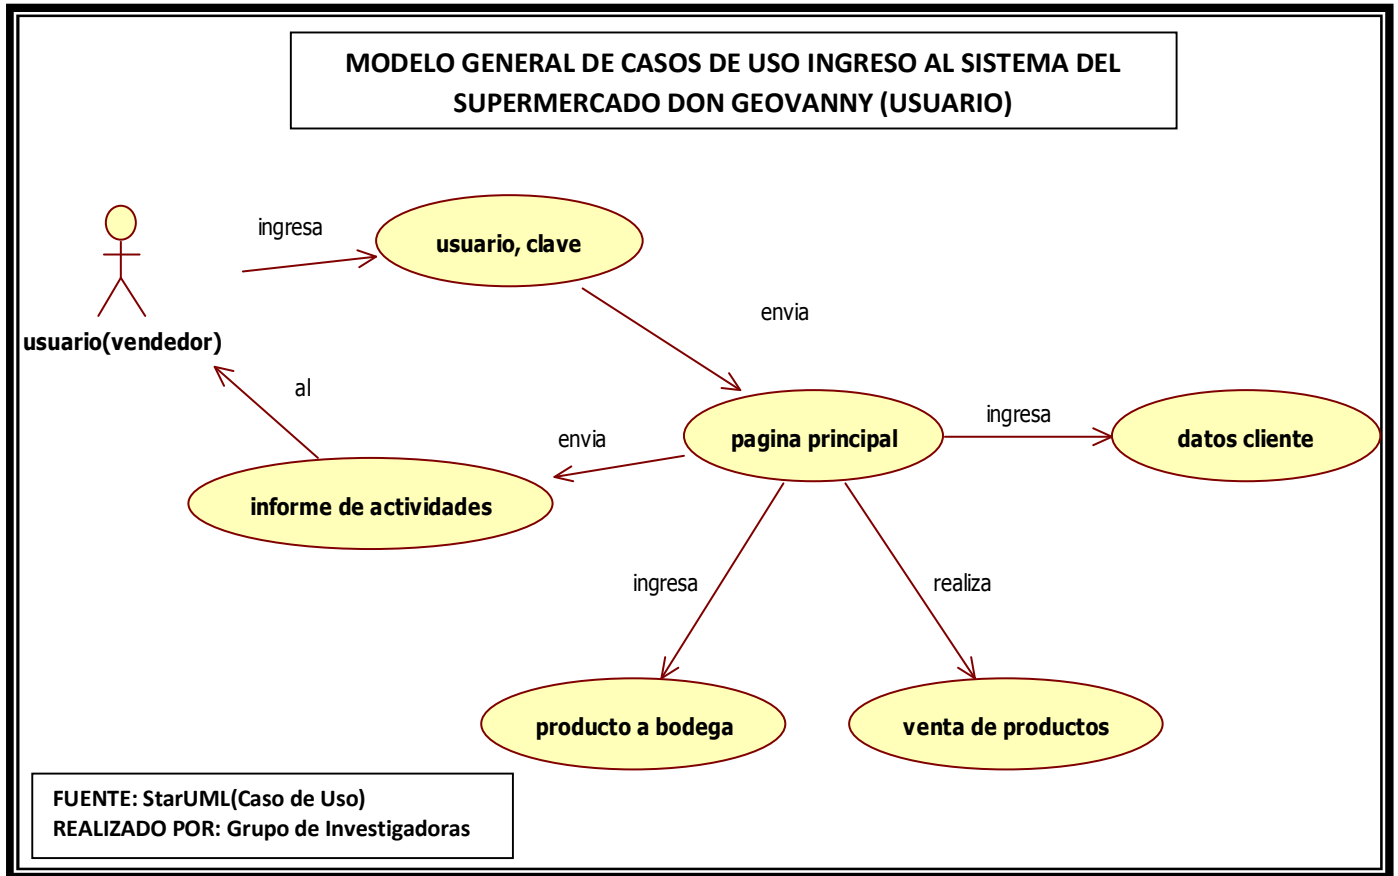 MODELO GENERAL DE CASOS DE USO INGRESO AL SISTEMA DEL
SUPERMERCADO DON GEOVANNY (USUARIO)
ingresa
usuario, clave
envia
usuario(vendedor)
al
envia
pagina principal
ingresa
datos cliente
informe de actividades
ingresa
realiza
producto a bodega
venta de productos
FUENTE: StarUML(Caso de Uso)
REALIZADO POR: Grupo de Investigadoras